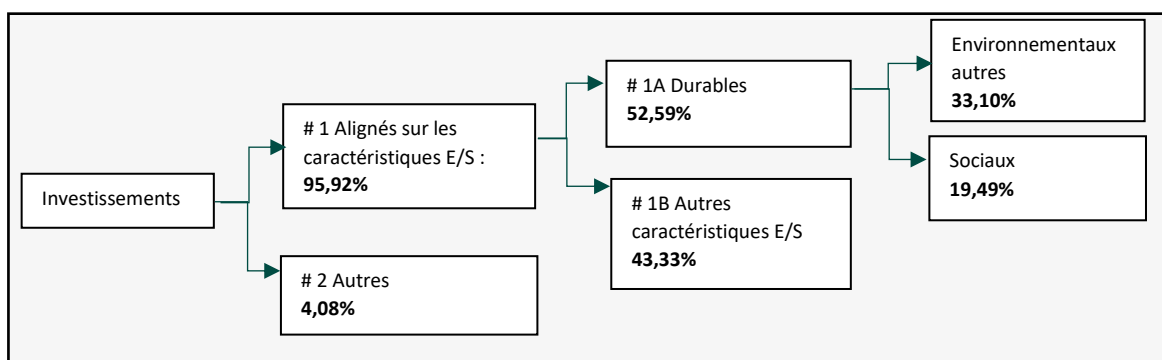 Investissements
# 1 Alignés sur les
caractéristiques E/S :
95,92%
# 2 Autres
4,08%
# 1A Durables
52,59%
# 1B Autres
caractéristiques E/S
43,33%
Environnementaux
autres
33,10%
Sociaux
19,49%